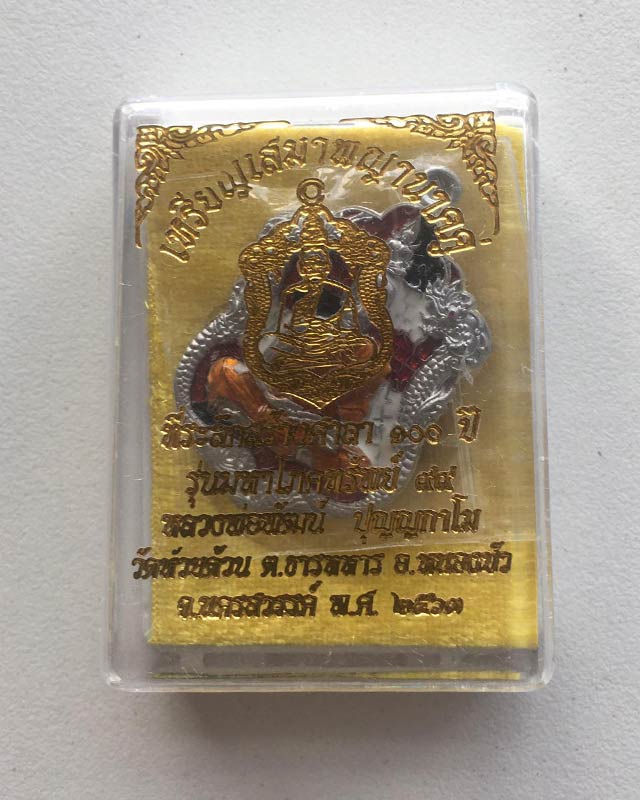 เหรียญเสมาพญานาคคู่
ที่ระลึกสร้างศาลา ๑๐๐ ปี
รุ่นมหาโภคทรัพย์ ๙๙
หลวงพ่อพัฒน์ ปุญฺญกาโม
วัดห้วยด้วน ต.ธารทหาร อ.หนองบัว
จ.นครสวรรค์ พ.ศ. ๒๕๖๓